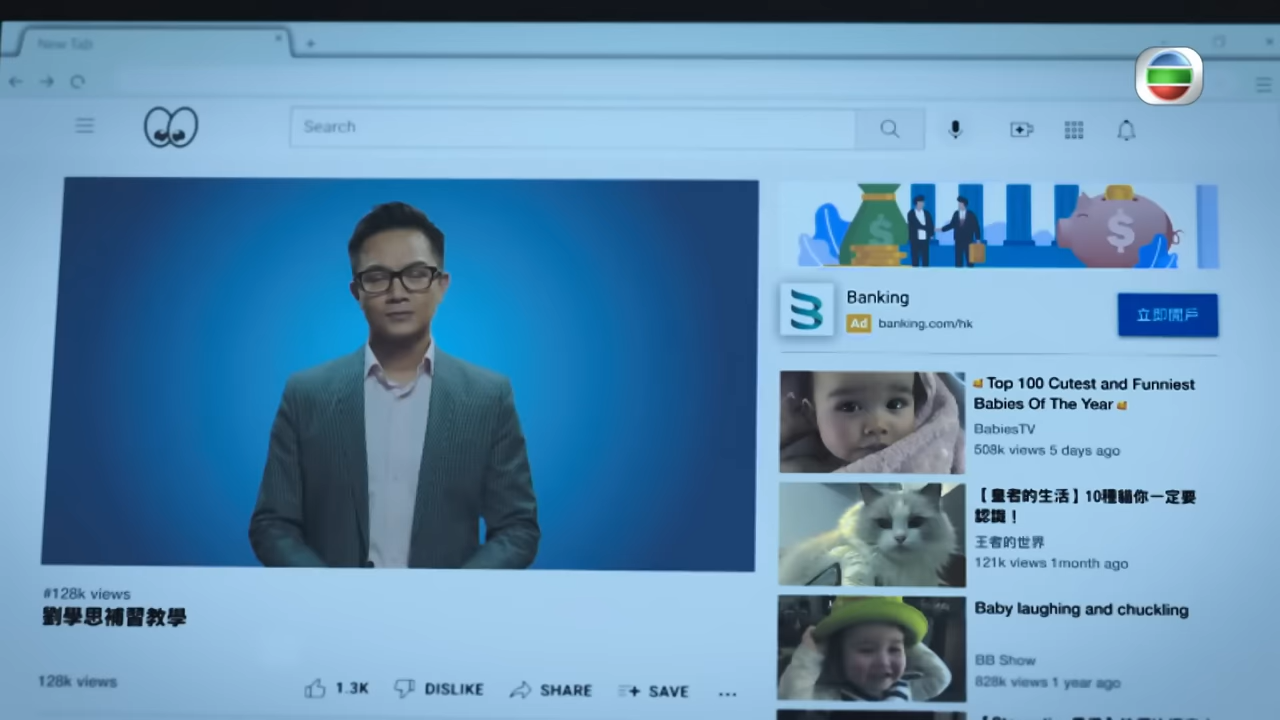 New Tab
Search
Banking
Ad banking.com/hk
立即開戶
Top 100 Cutest and Funniest
Babies Of The Year
BabiesTV
508k views 5 days ago
【皇者的生活】10種貓你一定要
認識！
王者的世界
121k views 1month ago
Baby laughing and chuckling
BB Show
828k views 1 year ago
#128k views
劉學思補習教學
128k views
1.3K
DISLIKE
SHARE
SAVE